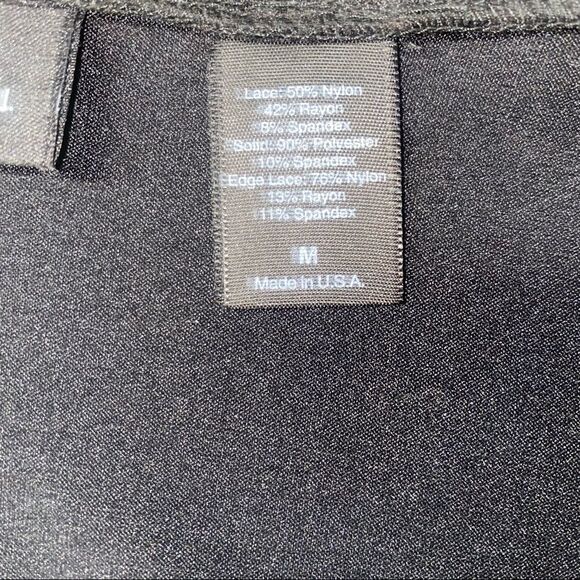 Lace: 50% Nylon
42% Rayon
8% Spandex
Solid: 90% Polyester
10% Spandex
Edge Lace: 75% Nylon
13% Rayon
11% Spandex
M
Made in U.S.A.